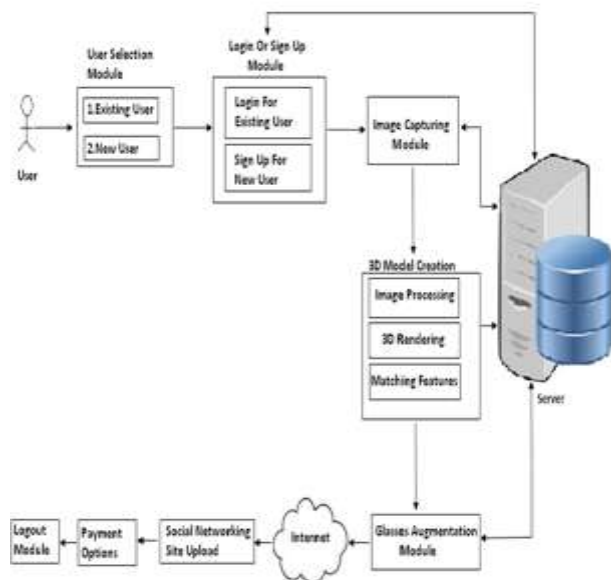 User Selection
Module
1.Existing User
2.New User
User
Login Or Sign Up
Module
Login For
Existing User
Sign Up For
New User
Image Capturing
Module
3D Model Creation
Image Processing
3D Rendering
Matching Features
Server
Glasses Augmentation
Module
Internet
Social Networking
Site Upload
Payment
Options
Logout
Module